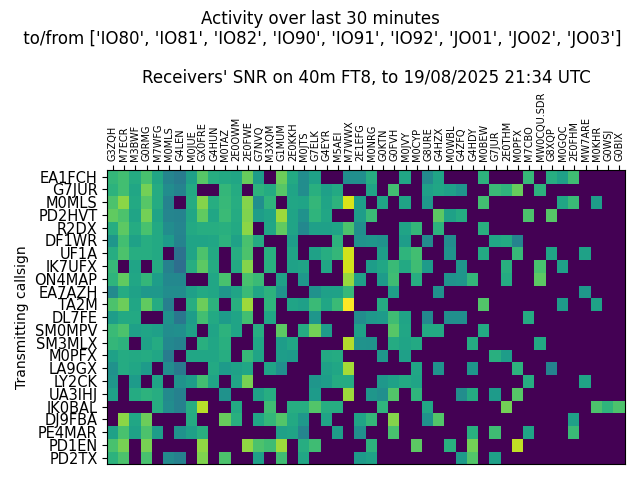 Activity over last 30 minutes
to/from ['IO80', 'IO81', 'IO82', 'IO90', 'IO91', 'IO92', 'JO01', 'JO02', 'JO03']
Receivers' SNR on 40m FT8, to 19/08/2025 21:34 UTC
G3ZQH
M7ECR
M3BWF
G0RMG
M7WFG
M0MLS
G4LEN
M0JUE
GX0FRE
G4HUN
M0TAZ
2E0OWM
2E0FWE
G7NVQ
M3XQM
G1MUM
2E0KKH
M0JTS
G7ELK
G4EYR
M5AEI
M7WWX
2E1EFG
M0NRG
G0KTN
G0FVH
M0JVY
M0CYP
G8URE
G4HZX
M0WBL
G4ZFQ
G4HDY
M0BEW
G7JUR
2E0THM
M0PFX
M7CBO
MW0CQU.SDR
G8XQP
M0GQC
2E0FHM
MW7ARE
M0KHR
G0WSJ
G0BIX
Transmitting callsign
EA1FCH
G7JUR
M0MLS
PD2HVT
R2DX
DF1WR
UF1A
IK7UFX
ON4MAP
EA7AZH
TA2M
DL7FE
SM0MPV
SM3MLX
M0PFX
LA9GX
LY2CK
UA3IHJ
IK0BAL
DJ9FBA
PE4MAR
PD1EN
PD2TX